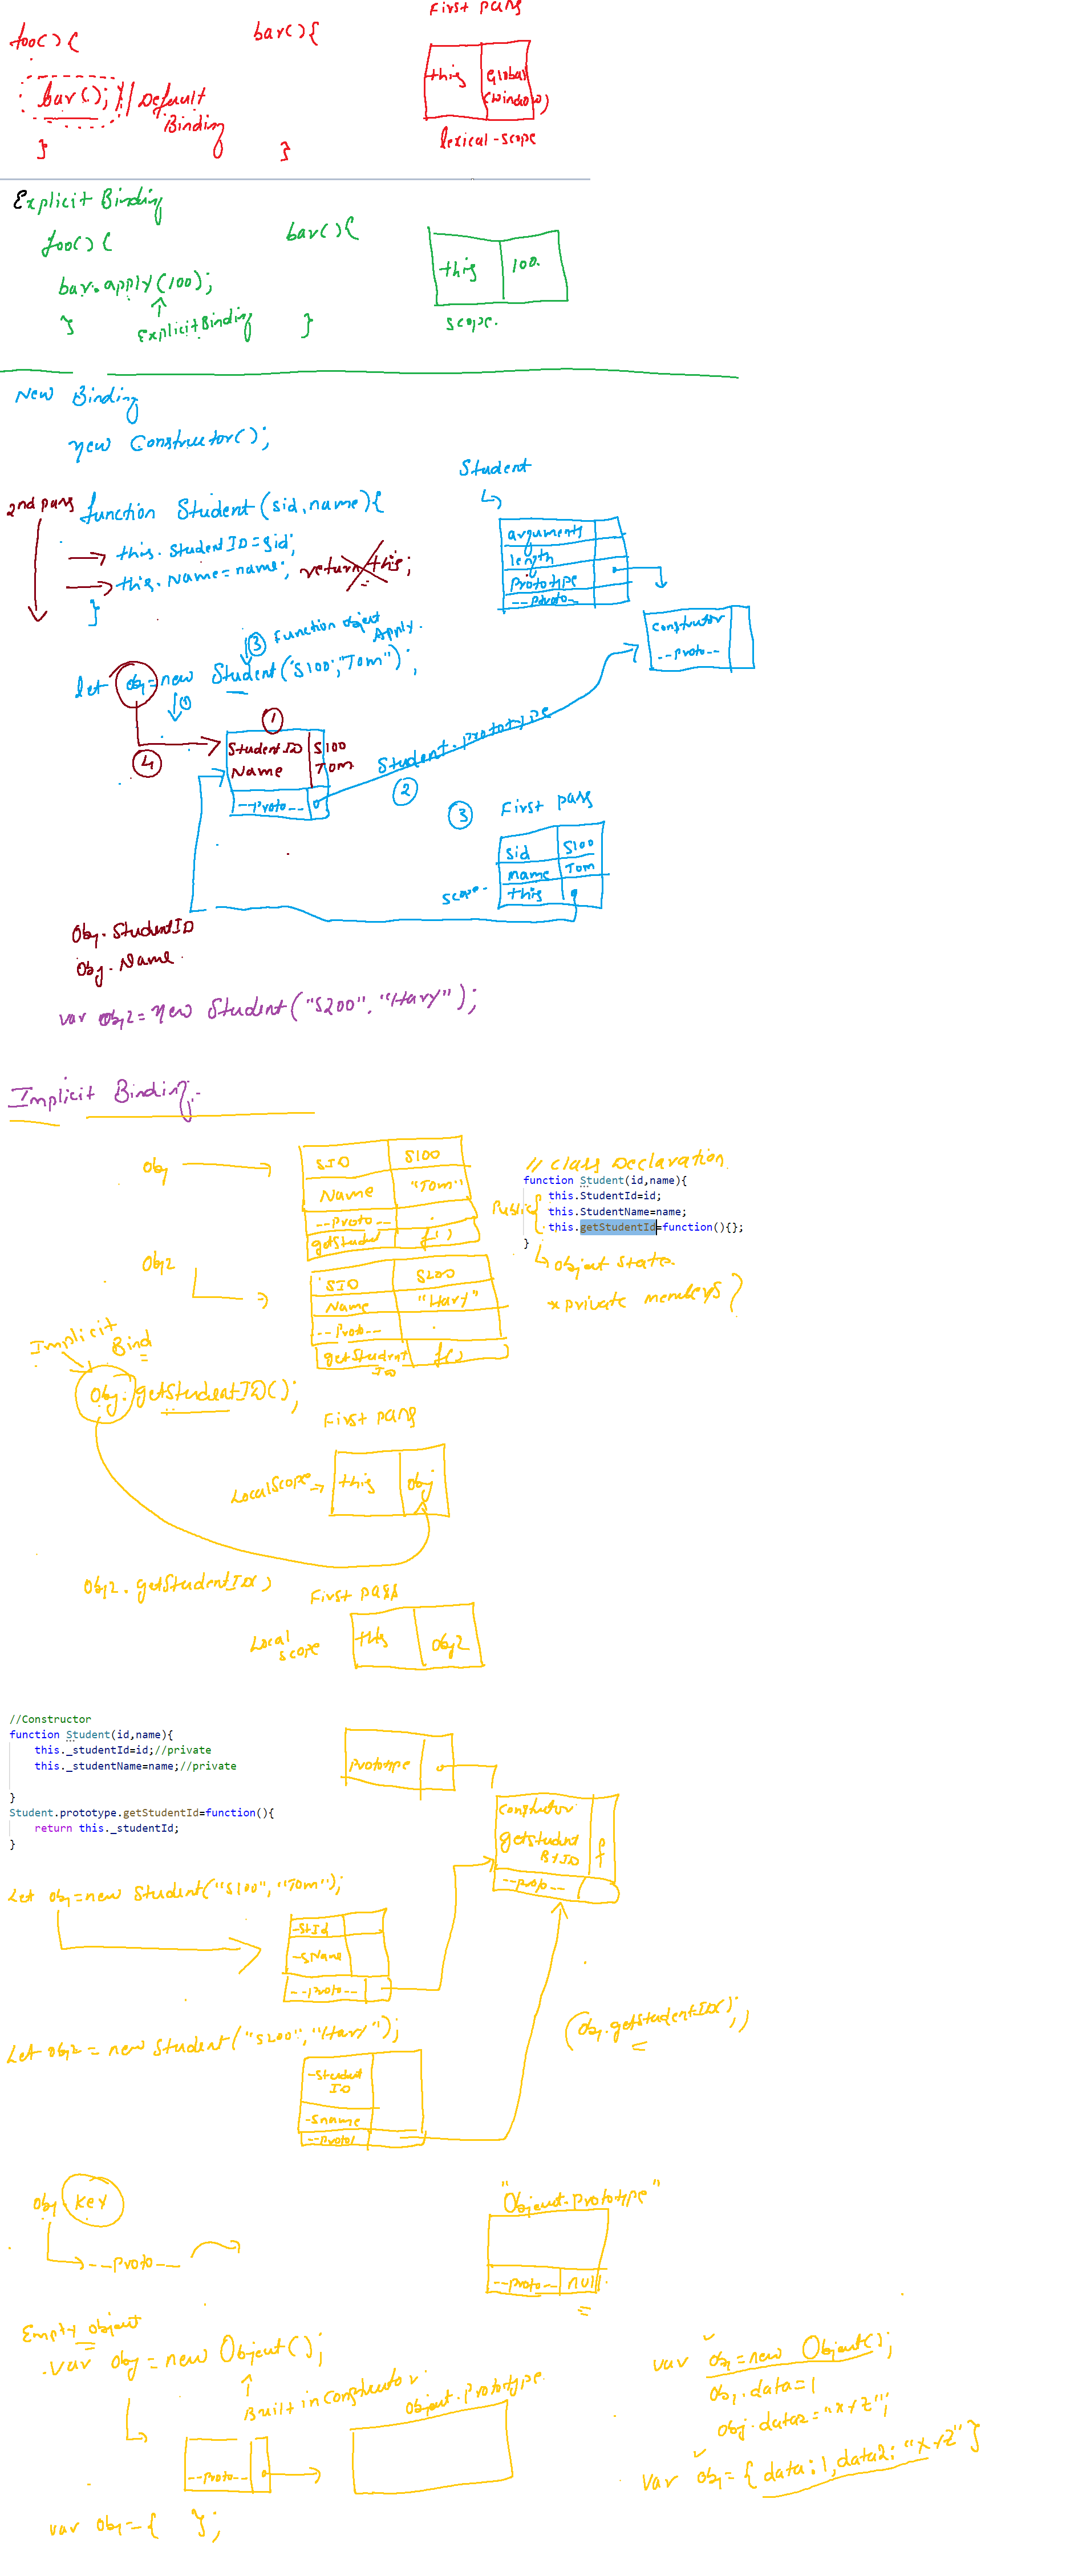 First pass
foo(){
bar(){
bar(); // Default
Binding
}
}
this
Global
(window)
lexical-scope
Explicit Binding
foo(){
bar(){
bar.apply(100);
this
100.
}
Explicit Binding
}
scope.
New Binding
new Constructor();
Student
2nd pass
function Student(sid,name){
this.StudentID=sid;
this.Name=name; return this;
}
arguments
length
Prototype
--proto--
constructor
--proto--
3 Function object
Apply.
let obj=new Student("S100","Tom");
1
1
StudentID S100
Name Tom
--proto--
4
Student.prototype
2
3
First pass
sid S100
name Tom
this
scope-
Obj.StudentID
Obj.Name.
var obj2=new Student("S200","Hary");
Implicit Binding.
Obj
SID S100
Name "Tom"
--Proto-- .
getStudent f()
// Class Declaration
function Student(id,name){
this.StudentId=id;
this.StudentName=name;
this.getStudentId=function(){};
}
Public
Object States
* private members?
Obj2
SID S200
Name "Hary"
--Proto-- .
getStudent f()
ID
Implicit
Bind
Obj.getStudentID();
First pass
Local Scope
this obj
Obj2.getStudentID()
First pass
Local
scope
this obj2
//Constructor
function Student(id,name){
this._studentId=id;//private
this._studentName=name;//private
}
Student.prototype.getStudentId=function(){
return this._studentId;
}
Prototype
constructor
getStudent
ById f
--proto--
Let obj=new Student("S100","Tom");
-StId
-SName
--proto--
(obj.getStudentID();
Let obj2=new Student("S200","Hary");
-Student
ID
-Sname
--Proto
obj.key
--proto--
"Object.prototype"
--proto-- null.
Empty object
var obj=new Object();
Built in Constructor
Object.prototype.
--proto--
var obj={ };
var obj=new Object();
obj.data=1
obj.data2="xyz";
var obj={data:1,data2:"xyz"}